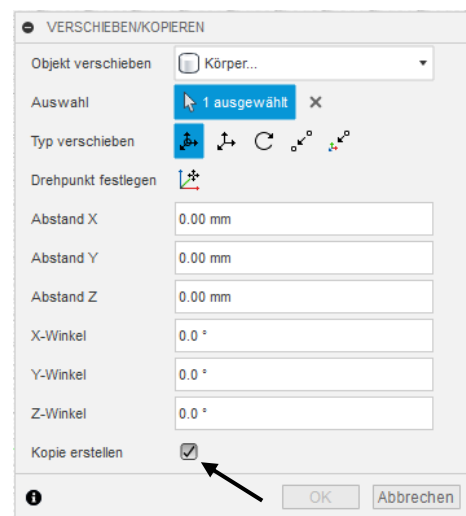 VERSCHIEBEN/KOPIEREN
Objekt verschieben Körper...
Auswahl 1 ausgewählt
Typ verschieben
Drehpunkt festlegen
Abstand X 0.00 mm
Abstand Y 0.00 mm
Abstand Z 0.00 mm
X-Winkel 0.0 °
Y-Winkel 0.0 °
Z-Winkel 0.0 °
Kopie erstellen
OK Abbrechen